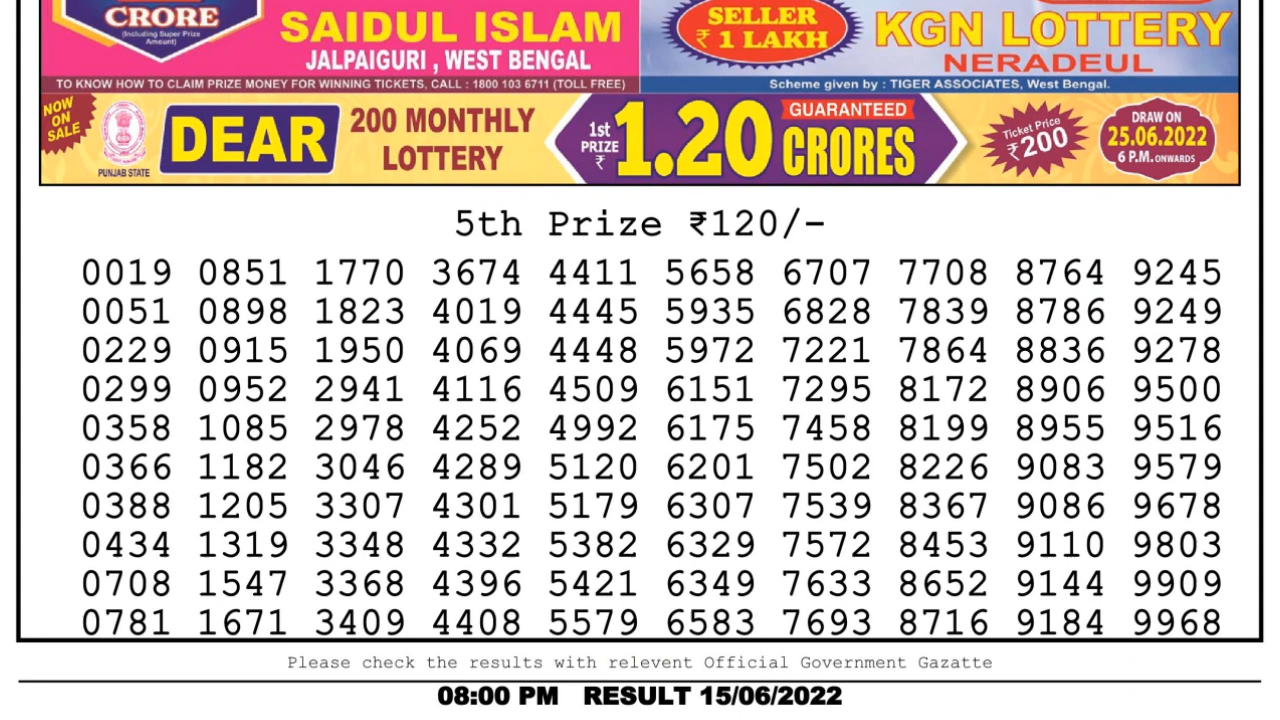 CRORE
(Including Super Prize
Amount)
SAIDUL ISLAM
JALPAIGURI , WEST BENGAL
SELLER
₹ 1 LAKH
KGN LOTTERY
NERADEUL
TO KNOW HOW TO CLAIM PRIZE MONEY FOR WINNING TICKETS, CALL : 1800 103 6711 (TOLL FREE)
Scheme given by : TIGER ASSOCIATES, West Bengal.
NOW
ON
SALE
PUNJAB STATE
DEAR
200 MONTHLY
LOTTERY
1st
PRIZE
₹
1.20
GUARANTEED
CRORES
Ticket Price
₹200
DRAW ON
25.06.2022
6 P.M. ONWARDS
5th Prize ₹120/-
0019 0851 1770 3674 4411 5658 6707 7708 8764 9245
0051 0898 1823 4019 4445 5935 6828 7839 8786 9249
0229 0915 1950 4069 4448 5972 7221 7864 8836 9278
0299 0952 2941 4116 4509 6151 7295 8172 8906 9500
0358 1085 2978 4252 4992 6175 7458 8199 8955 9516
0366 1182 3046 4289 5120 6201 7502 8226 9083 9579
0388 1205 3307 4301 5179 6307 7539 8367 9086 9678
0434 1319 3348 4332 5382 6329 7572 8453 9110 9803
0708 1547 3368 4396 5421 6349 7633 8652 9144 9909
0781 1671 3409 4408 5579 6583 7693 8716 9184 9968
Please check the results with relevent Official Government Gazatte
08:00 PM RESULT 15/06/2022